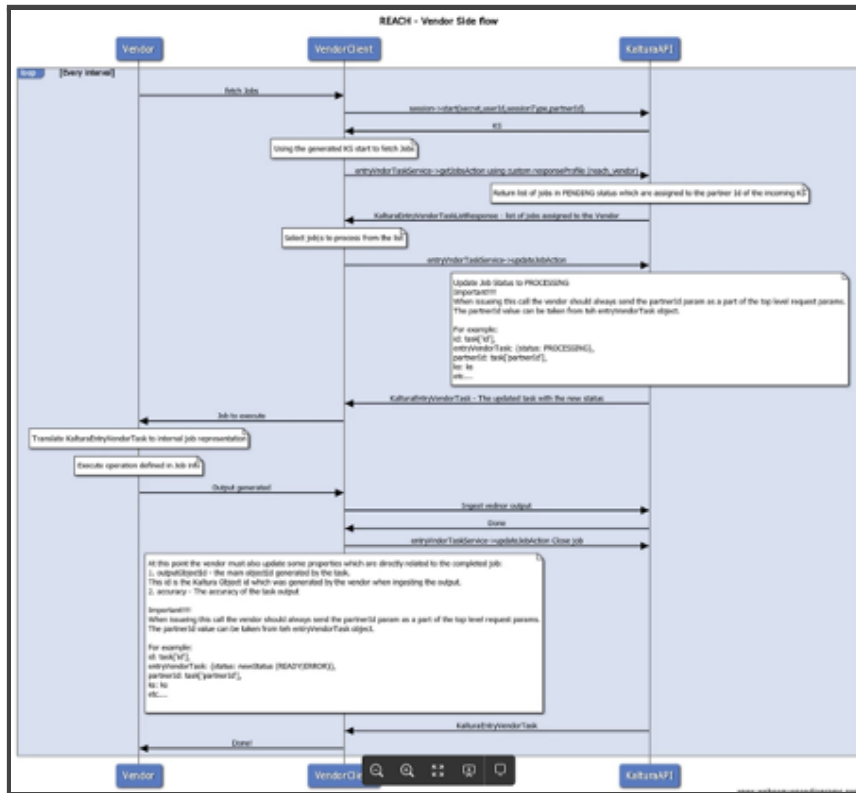 REACH - Vendor Side flow
Vendor
VendorClient
KalturaAPI
loop
[Every interval]
fetch Jobs
session->start(secret,userId,sessionType,partnerId)
KS
Using the generated KS start to fetch Jobs
entryVndorTaskService->getJobsAction using custom responseProfile (reach_vendor)
Return list of jobs in PENDING status which are assigned to the partner Id of the incoming KS
KalturaEntryVendorTaskListResponse - list of jobs assigned to the Vendor
Select job(s to process from the list
entryVndorTaskService->updateJobAction
Update Job Status to PROCESSING
Important!!!!
When issueing this call the vendor should always send the partnerId param as a part of the top level request params.
The partnerId value can be taken from teh entryVendorTask object.
For example:
id: task['id'],
entryVendorTask: {status: PROCESSING},
partnerId: task['partnerId'],
ks: ks
etc....
KalturaEntryVendorTask - The updated task with the new status
Job to execute
Translate KalturaEntryVendorTask to internal job representation
Execute operation defined in Job info
Output generated
Ingest vednor output
Done
entryVndorTaskService->updateJobAction Close job
At this point the vendor must also update some properties which are directly related to the completed job:
1. outputObjectId - the main objectId generated by the task.
This id is the Kaltura Object id which was generated by the vendor when ingesting the output.
2. accuracy - The accuracy of the task output
Important!!!!
When issueing this call the vendor should always send the partnerId param as a part of the top level request params.
The partnerId value can be taken from teh entryVendorTask object.
For example:
id: task['id'],
entryVendorTask: {status: newStatus (READY/ERROR)},
partnerId: task['partnerId'],
ks: ks
etc....
KalturaEntryVendorTask
Done!
Vendor
VendorClie
KalturaAPI